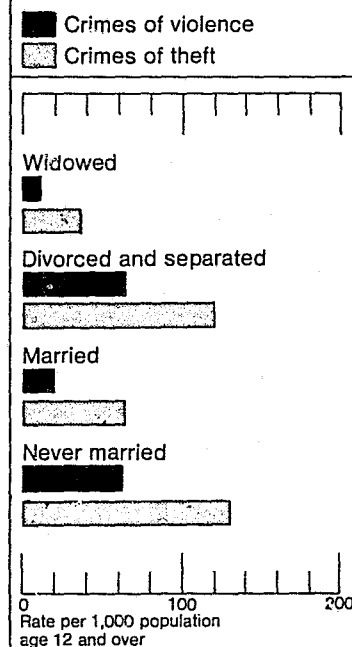 Crimes of violence
Crimes of theft
Widowed
Divorced and separated
Married
Never married
0 100 200
Rate per 1,000 population
age 12 and over